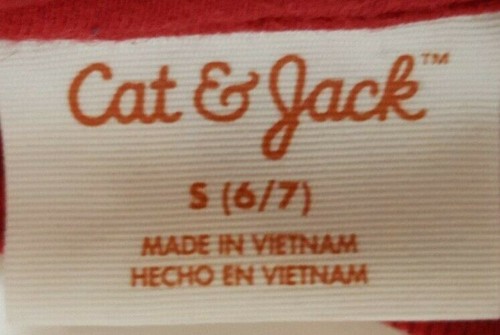 Cat & Jack™
S (6/7)
MADE IN VIETNAM
HECHO EN VIETNAM